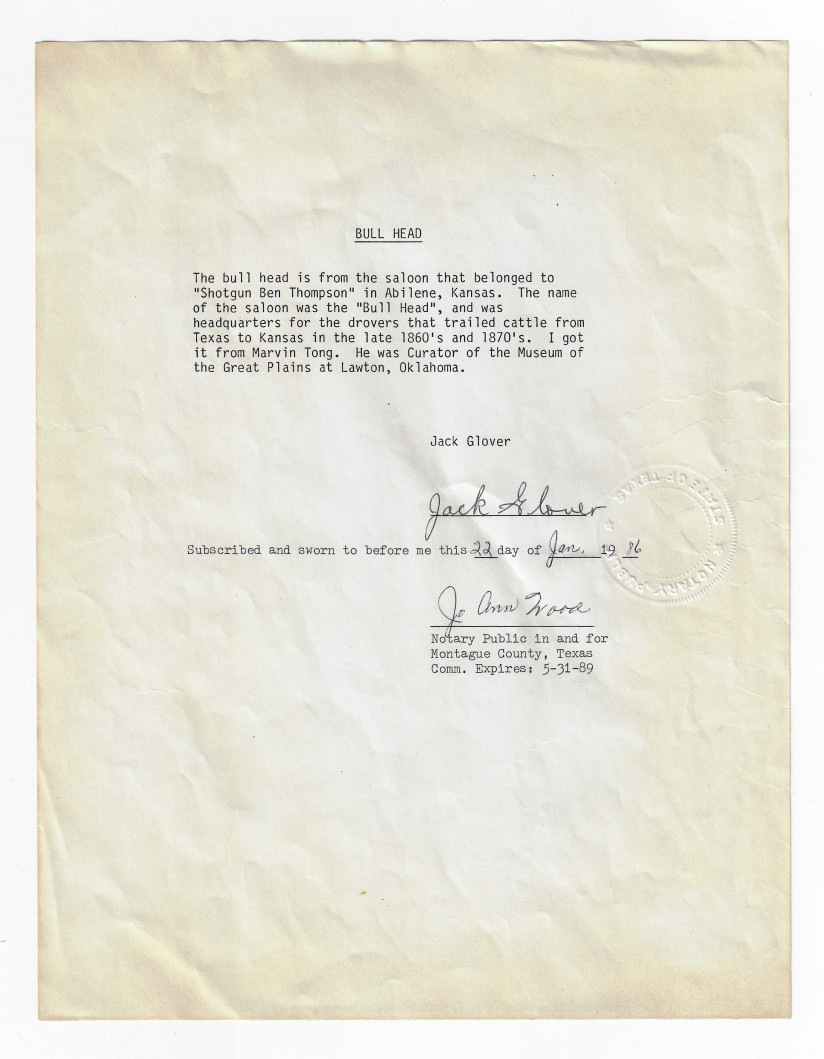 BULL HEAD
The bull head is from the saloon that belonged to
"Shotgun Ben Thompson" in Abilene, Kansas. The name
of the saloon was the "Bull Head", and was
headquarters for the drovers that trailed cattle from
Texas to Kansas in the late 1860's and 1870's. I got
it from Marvin Tong. He was Curator of the Museum of
the Great Plains at Lawton, Oklahoma.
Jack Glover
Jack Glover
Subscribed and sworn to before me this 22 day of Jan. 19 86
Jo Ann Wood
Notary Public in and for
Montague County, Texas
Comm. Expires: 5-31-89
NOTARY PUBLIC
STATE OF TEXAS